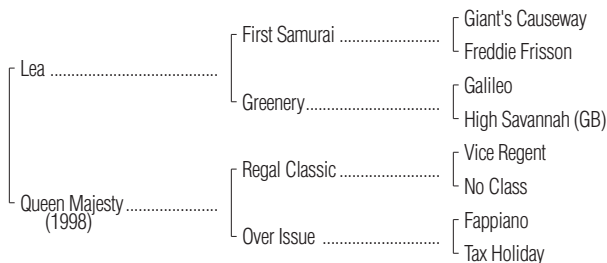 Giant's Causeway
First Samurai ....................
Freddie Frisson
Lea ...................................
Galileo
Greenery...........................
High Savannah (GB)
Vice Regent
Regal Classic ....................
No Class
Queen Majesty ...................
(1998)
Fappiano
Over Issue ........................
Tax Holiday